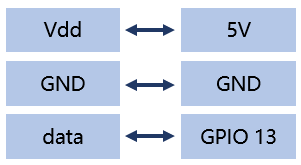 Vdd 5V
GND GND
data GPIO 13